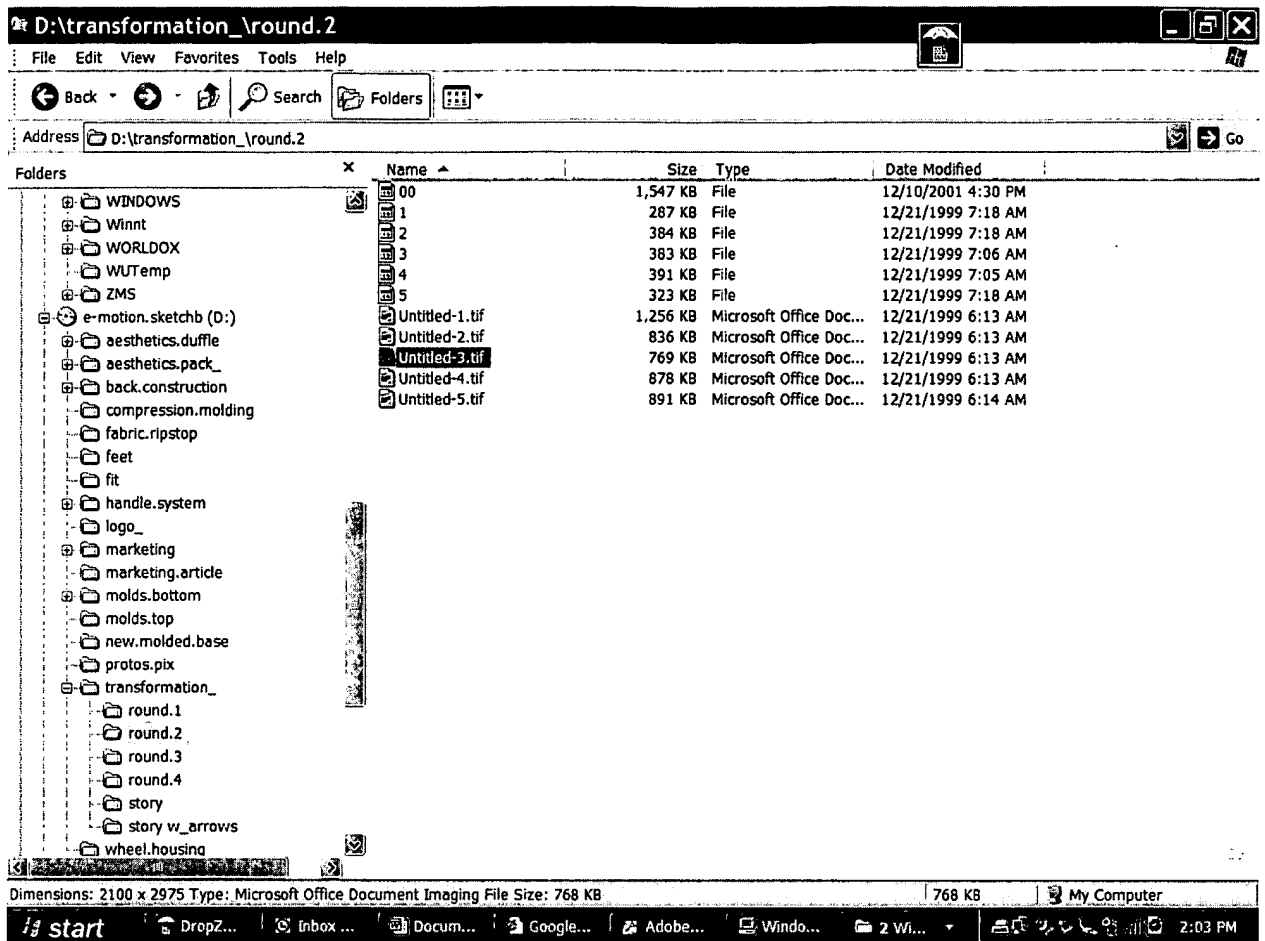 D:\transformation_\round.2
File Edit View Favorites Tools Help
Back Search Folders
Address D:\transformation_\round.2 Go
Folders
WINDOWS
Winnt
WORLDOX
WUTemp
ZMS
e-motion.sketchb (D:)
aesthetics.duffle
aesthetics.pack_
back.construction
compression.molding
fabric.ripstop
feet
fit
handle.system
logo_
marketing
marketing.article
molds.bottom
molds.top
new.molded.base
protos.pix
transformation_
round.1
round.2
round.3
round.4
story
story w_arrows
wheel.housing
Name Size Type Date Modified
00 1,547 KB File 12/10/2001 4:30 PM
1 287 KB File 12/21/1999 7:18 AM
2 384 KB File 12/21/1999 7:18 AM
3 383 KB File 12/21/1999 7:06 AM
4 391 KB File 12/21/1999 7:05 AM
5 323 KB File 12/21/1999 7:18 AM
Untitled-1.tif 1,256 KB Microsoft Office Doc... 12/21/1999 6:13 AM
Untitled-2.tif 836 KB Microsoft Office Doc... 12/21/1999 6:13 AM
Untitled-3.tif 769 KB Microsoft Office Doc... 12/21/1999 6:13 AM
Untitled-4.tif 878 KB Microsoft Office Doc... 12/21/1999 6:13 AM
Untitled-5.tif 891 KB Microsoft Office Doc... 12/21/1999 6:14 AM
Dimensions: 2100 x 2975 Type: Microsoft Office Document Imaging File Size: 768 KB 768 KB My Computer
start DropZ... Inbox ... Docum... Google... Adobe... Windo... 2 Wi... 2:03 PM